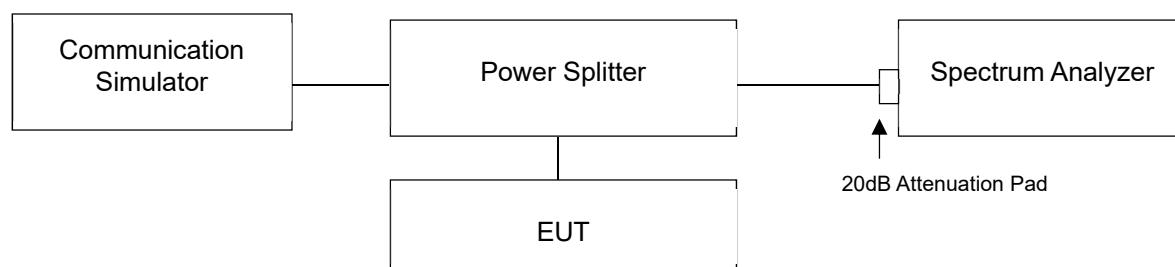 Communication
Simulator
Power Splitter
Spectrum Analyzer
20dB Attenuation Pad
EUT